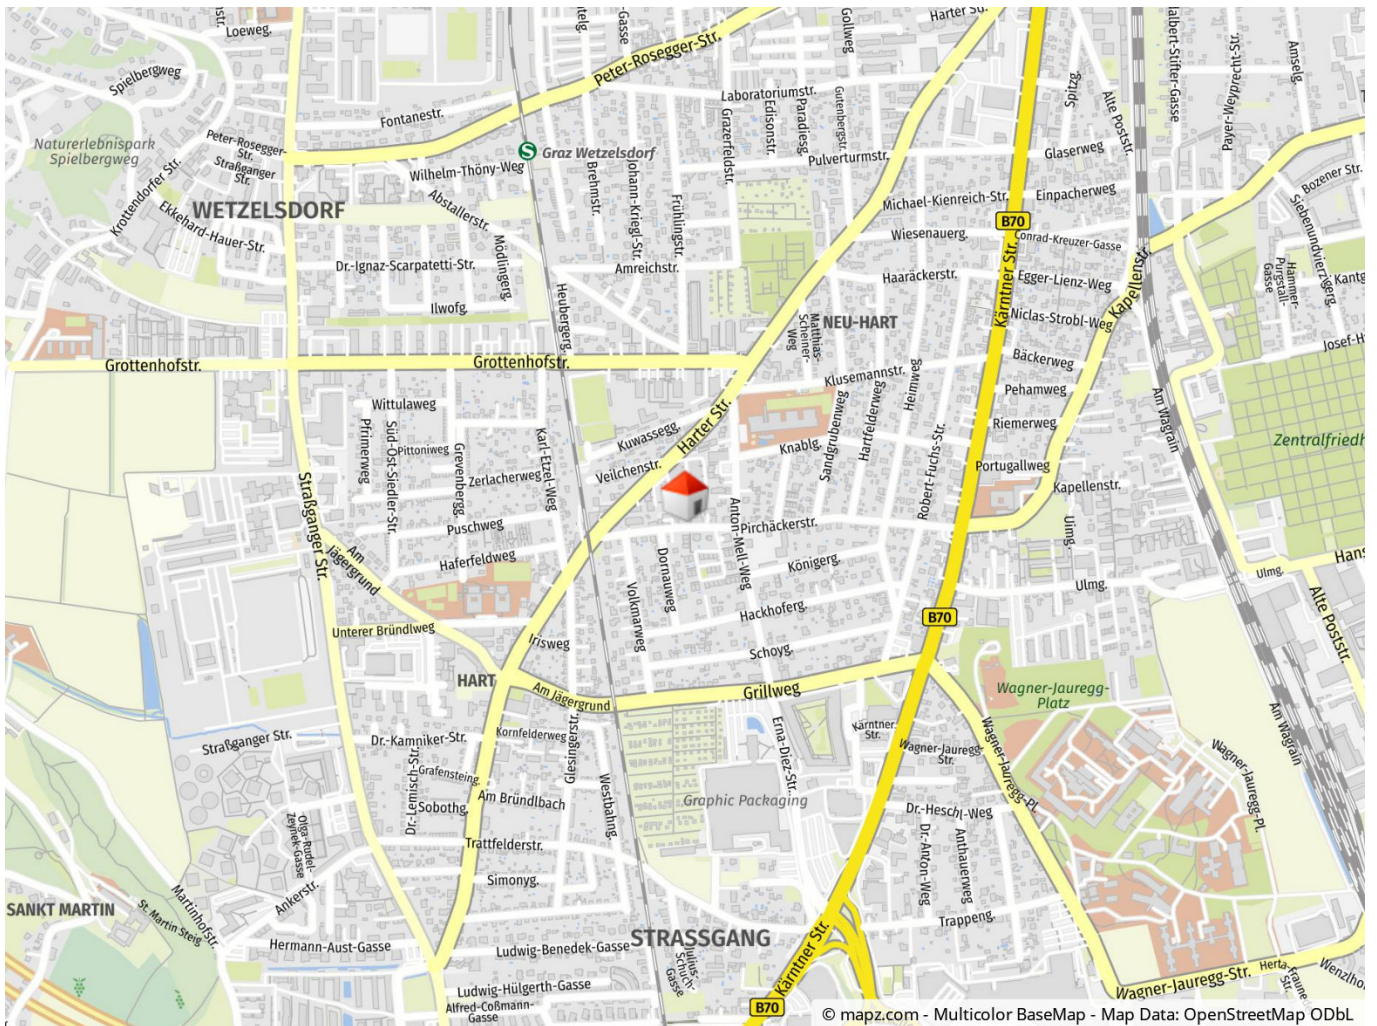 Loeweg.
Spielbergweg
Naturerlebnispark
Spielbergweg
Fontanestr.
Peter-Rosegger-Str.
Peter-Rosegger-
Str.
Straßganger
Str.
Krottendorfer Str.
WETZELSDORF
Ekkehard-Hauer-Str.
Wilhelm-Thöny-Weg
Abstallerstr.
S Graz Wetzelsdorf
Dr.-Ignaz-Scarpatetti-Str.
Mödlingerg.
Ilwofg.
Heubergerg.
Brehmstr.
Johann-Kriegl-Str.
Frühlingstr.
Amreichstr.
-Gasse
Gollweg
Harter Str.
Laboratoriumstr.
Grazerfeldstr.
Edisonstr.
Paradiesg.
Gutenbergstr.
Pulverturmstr.
Spitzg.
Alte Poststr.
Glaserweg
Einpacherweg
Michael-Kienreich-Str.
B70
Wiesenauerg.
Conrad-Kreuzer-Gasse
Haaräckerstr.
Egger-Lienz-Weg
Kärntner Str.
Kapellenstr.
Niclas-Strobl-Weg
NEU-HART
Matthias-
Scheiner-
Weg
Bäckerweg
Pehamweg
Riemerweg
Portugallweg
Kapellenstr.
Payer-Weyprecht-Str.
Amselg.
Bozener Str.
Siebenundvierzigerg.
Hammer-
Purgstall-
Gasse
Kantg
Josef-H
Zentralfriedh
Am Wagrain
Grottenhofstr.
Grottenhofstr.
Wittulaweg
Pfrimerweg
Süd-Ost-Siedler-Str.
Pittoniweg
Grevenbergg.
Zerlacherweg
Karl-Etzel-Weg
Puschweg
Haferfeldweg
Kuwassegg.
Veilchenstr.
Harter Str.
Klusemannstr.
Knablg.
Sandgrubenweg
Hartfelderweg
Heimweg
Robert-Fuchs-Str.
Pirchäckerstr.
Anton-Mell-Weg
Dornauweg
Volkmarweg
Königerg.
Hackhoferg.
Schoyg.
Uimg.
Ulmg.
Ulmg.
Hans
Alte Poststr.
B70
Straßganger Str.
Am
Jägergrund
Unterer Bründlweg
Irisweg
HART
Am Jägergrund
Grillweg
Wagner-Jauregg-
Platz
Straßganger Str.
Dr.-Kamniker-Str.
Kornfelderweg
Glesingerstr.
Westbahng.
Dr.-Lemisch-Str.
Grafensteing.
Sobothg.
Am Bründlbach
Trattfelderstr.
Simonyg.
Graphic Packaging
Erna-Diez-Str.
Kärntner
Str.
Wagner-Jauregg-
Str.
Wagner-Jauregg-Pl.
Wagner-Jauregg-Pl.
Am Wagrain
Dr.-Heschl-Weg
Dr.-Anton-Weg
Anthauerweg
Trappeng.
Olga-Rudel-
Zeynek-Gasse
Ankerstr.
Martinhofstr.
St. Martin Steig
SANKT MARTIN
Hermann-Aust-Gasse
Ludwig-Benedek-Gasse
Ludwig-Hülgerth-Gasse
Alfred-Coßmann-
Gasse
STRASSGANG
Julius-
Schuch-
Gasse
Kärntner Str.
B70
Wagner-Jauregg-Str.
Herta-Fraune
Str.
Wenzlho
© mapz.com - Multicolor BaseMap - Map Data: OpenStreetMap ODbL